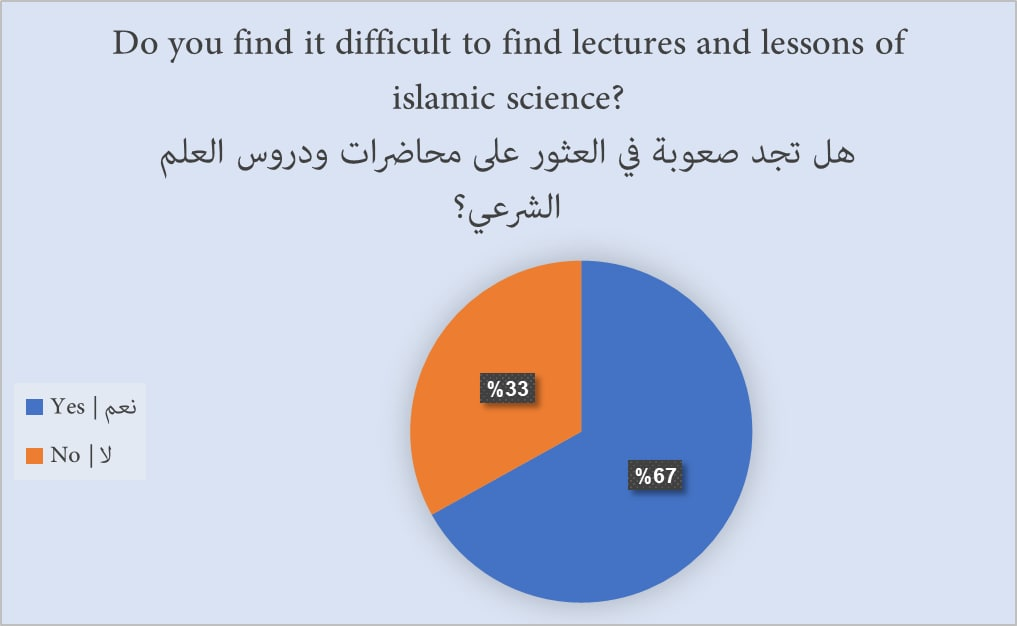 Do you find it difficult to find lectures and lessons of
islamic science?
هل تجد صعوبة في العثور على محاضرات ودروس العلم
الشرعي؟
%33
Yes | نعم
No | لا
%67